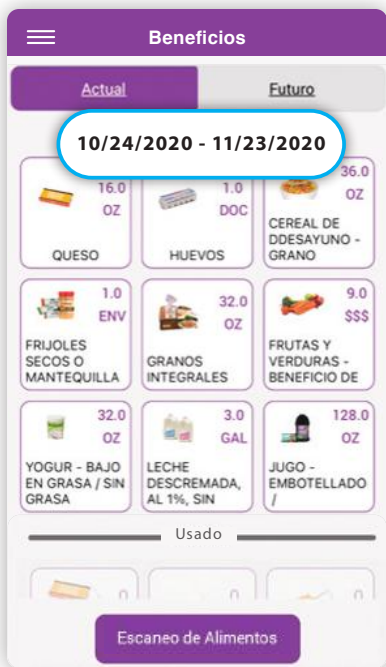 Beneficios
Actual
Futuro
10/24/2020 - 11/23/2020
16.0
OZ
QUESO
1.0
DOC
HUEVOS
36.0
OZ
CEREAL DE
DDESAYUNO -
GRANO
1.0
ENV
FRIJOLES
SECOS O
MANTEQUILLA
32.0
OZ
GRANOS
INTEGRALES
9.0
$$$
FRUTAS Y
VERDURAS -
BENEFICIO DE
32.0
OZ
YOGUR - BAJO
EN GRASA / SIN
GRASA
3.0
GAL
LECHE
DESCREMADA,
AL 1%, SIN
128.0
OZ
JUGO -
EMBOTELLADO
/
Usado
0
0
0
Escaneo de Alimentos